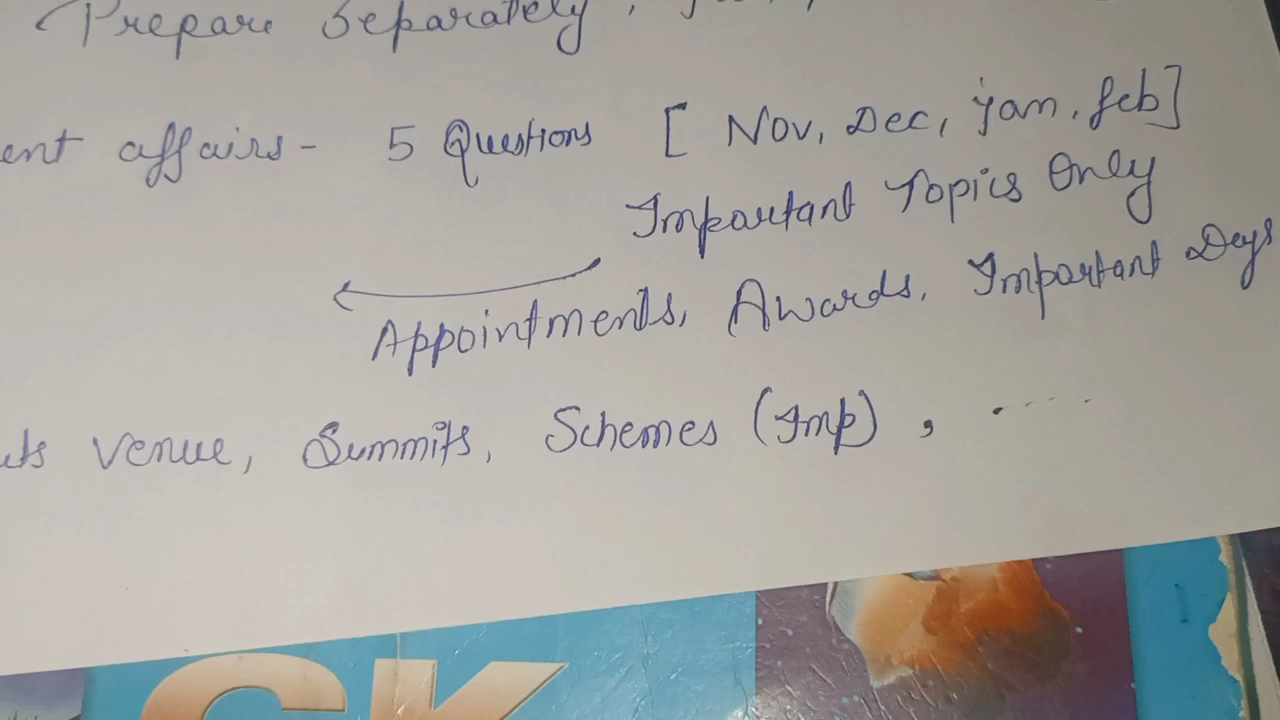 Prepare Separately,
ent affairs - 5 Questions [ Nov, Dec, jan, feb]
Important Topics Only
Appointments, Awards, Important Days
Venue, Summits, Schemes (Imp) , .....
GK